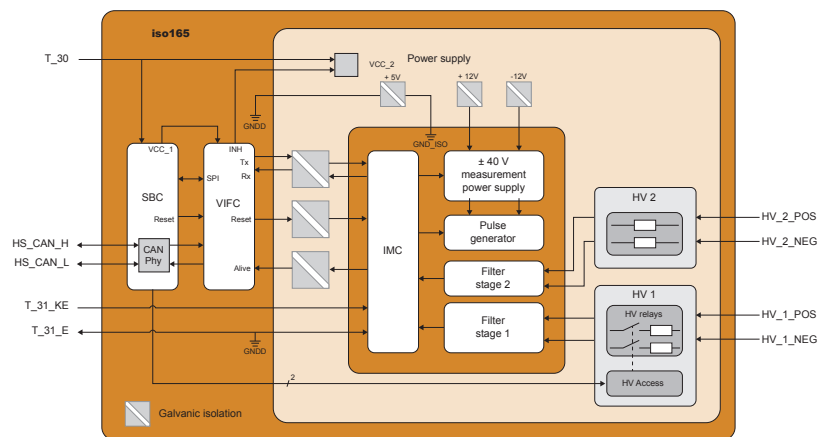 iso165
T_30
Power supply
VCC_2
+ 5V
+ 12V
-12V
GNDD
GND_ISO
VCC_1
INH
Tx
Rx
SPI
SBC
VIFC
Reset
Reset
Alive
CAN
Phy
HS_CAN_H
HS_CAN_L
T_31_KE
T_31_E
GNDD
IMC
± 40 V
measurement
power supply
Pulse
generator
Filter
stage 2
Filter
stage 1
HV 2
HV_2_POS
HV_2_NEG
HV 1
HV relays
HV_1_POS
HV_1_NEG
HV Access
2
Galvanic isolation